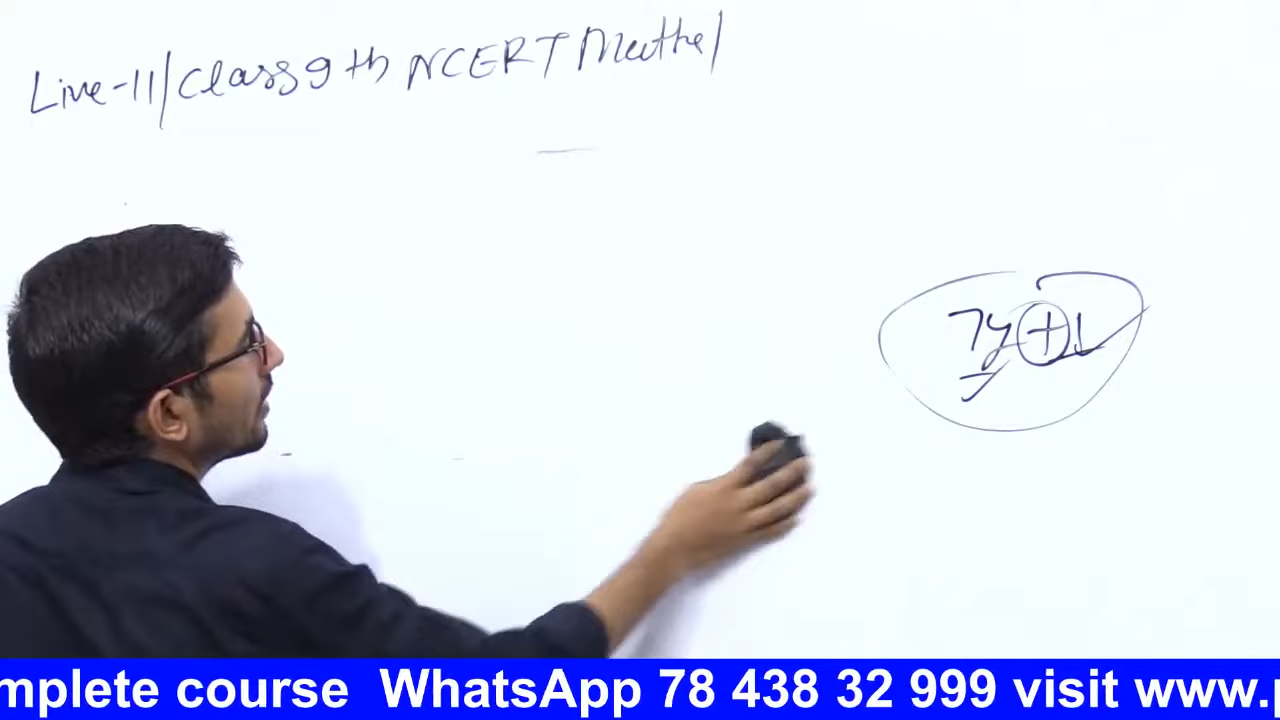 Live-11/Class 9th NCERT Maths/
7y+1
mplete course WhatsApp 78 438 32 999 visit www.